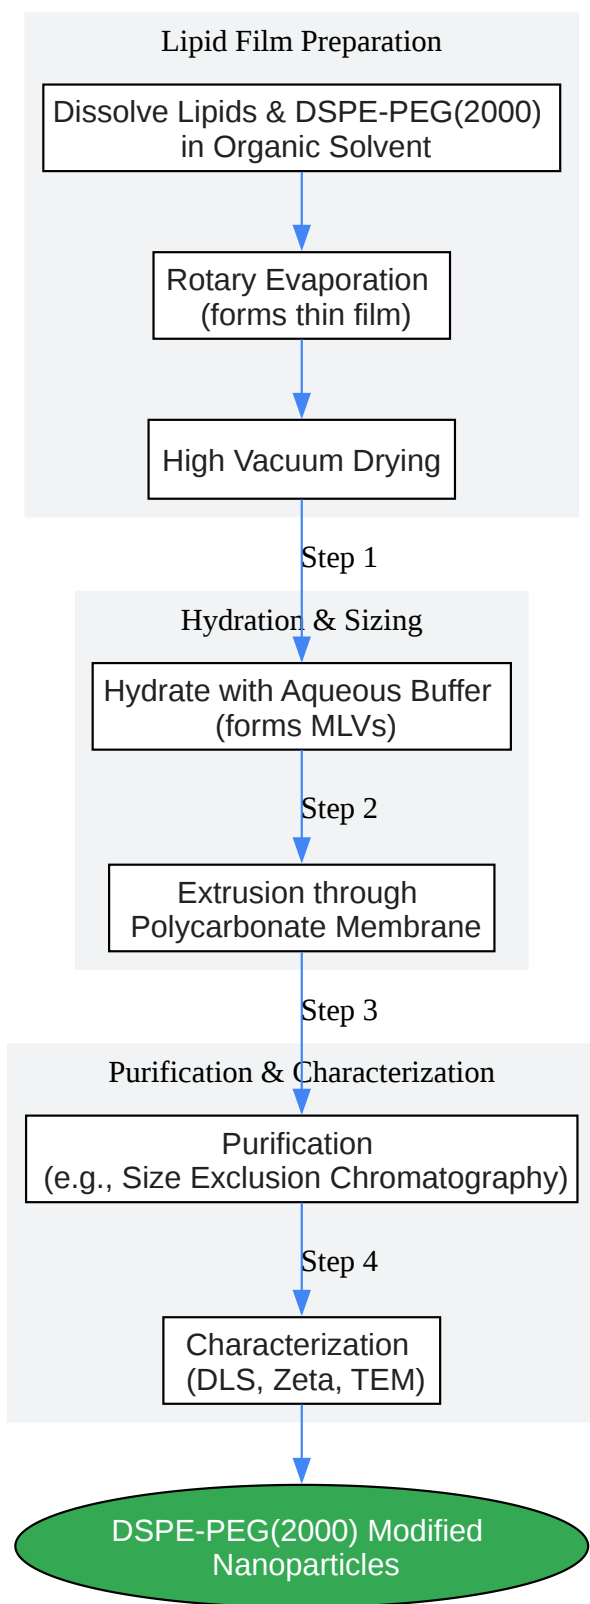 Lipid Film Preparation
Dissolve Lipids & DSPE-PEG(2000)
in Organic Solvent
Rotary Evaporation
(forms thin film)
High Vacuum Drying
Step 1
Hydration & Sizing
Hydrate with Aqueous Buffer
(forms MLVs)
Step 2
Extrusion through
Polycarbonate Membrane
Step 3
Purification & Characterization
Purification
(e.g., Size Exclusion Chromatography)
Step 4
Characterization
(DLS, Zeta, TEM)
DSPE-PEG(2000) Modified
Nanoparticles